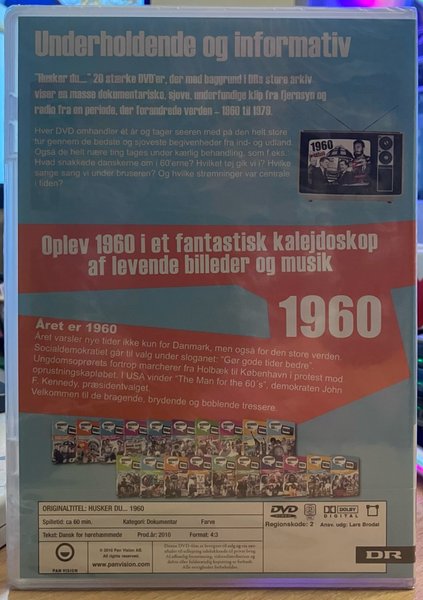 Underholdende og informativ
"Husker du..." 20 stærke DVD'er, der med baggrund i DRs store arkiv
viser en masse dokumentariske, sjove, underfundige klip fra fjernsyn og
radio fra en periode, der forandrede verden – 1960 til 1979.
Hver DVD omhandler ét år og tager seeren med på den helt store
tur gennem de bedste og sjoveste begivenheder fra ind- og udland.
Også de helt nære ting tages under kærlig behandling, som f.eks.:
Hvad snakkede danskerne om i 60'erne? Hvilket tøj gik vi i? Hvilke
sange sang vi under bruseren? Og hvilke strømninger var centrale
i tiden?
1960
Oplev 1960 i et fantastisk kalejdoskop
af levende billeder og musik
1960
Året er 1960
Året varsler nye tider ikke kun for Danmark, men også for den store verden.
Socialdemokratiet går til valg under sloganet: "Gør gode tider bedre".
Ungdomsoprørets fortrop marcherer fra Holbæk til København i protest mod
oprustningskapløbet. I USA vinder "The Man for the 60's", demokraten John
F. Kennedy, præsidentvalget.
Velkommen til de bragende, brydende og boblende tressere.
ORIGINALTITEL: HUSKER DU... 1960
Spilletid: ca 60 min. Kategori: Dokumentar Farve
Tekst: Dansk for hørehæmmede Prod.år: 2010 Format: 4:3
DVD VIDEO
DOLBY DIGITAL
Regionskode: 2 Ansv. udg: Lars Brodal
PAN VISION
© 2010 Pan Vision AB.
All rights reserved.
www.panvision.com
DR